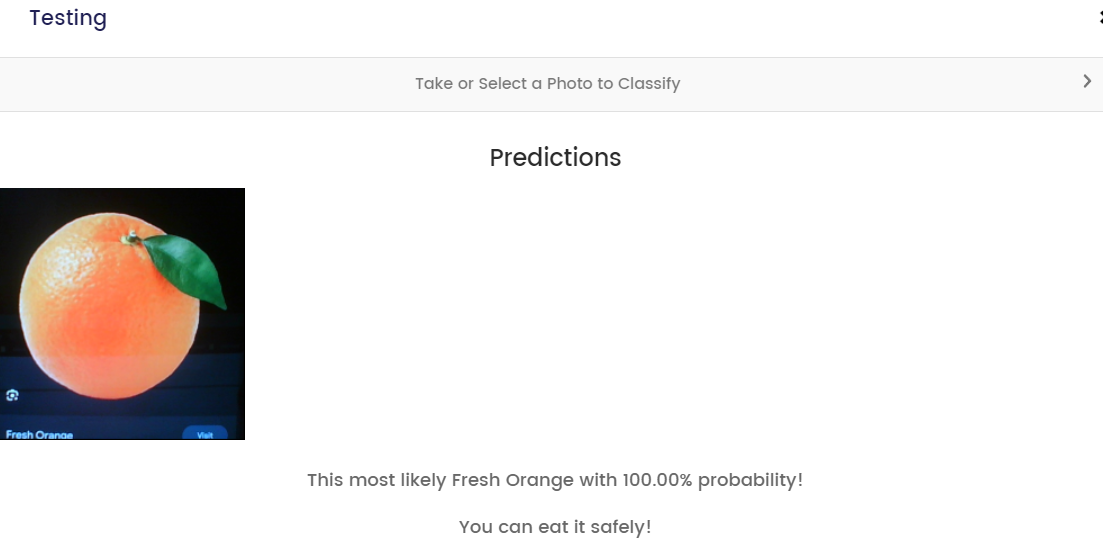 Testing
Take or Select a Photo to Classify
Predictions
Fresh Orange
Visit
This most likely Fresh Orange with 100.00% probability!
You can eat it safely!